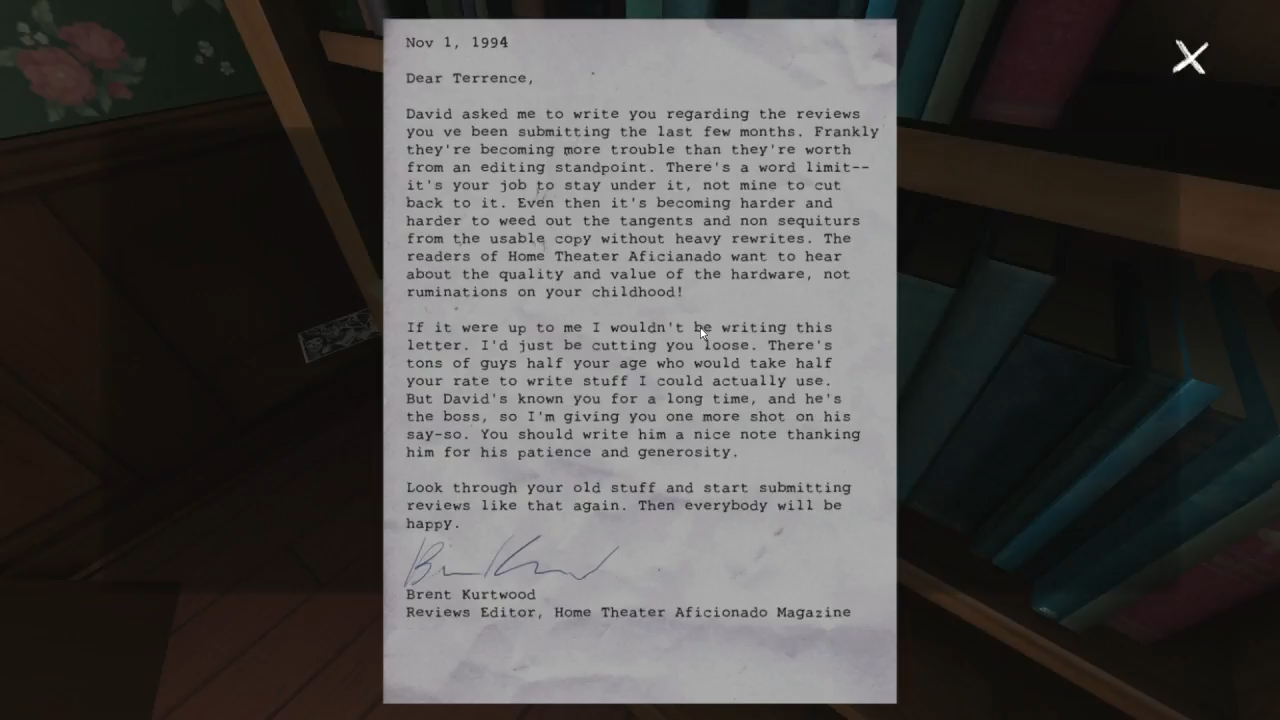 Nov 1, 1994
Dear Terrence,
David asked me to write you regarding the reviews
you ve been submitting the last few months. Frankly
they're becoming more trouble than they're worth
from an editing standpoint. There's a word limit--
it's your job to stay under it, not mine to cut
back to it. Even then it's becoming harder and
harder to weed out the tangents and non sequiturs
from the usable copy without heavy rewrites. The
readers of Home Theater Aficianado want to hear
about the quality and value of the hardware, not
ruminations on your childhood!
If it were up to me I wouldn't be writing this
letter. I'd just be cutting you loose. There's
tons of guys half your age who would take half
your rate to write stuff I could actually use.
But David's known you for a long time, and he's
the boss, so I'm giving you one more shot on his
say-so. You should write him a nice note thanking
him for his patience and generosity.
Look through your old stuff and start submitting
reviews like that again. Then everybody will be
happy.
Brent Kurtwood
Reviews Editor, Home Theater Aficionado Magazine